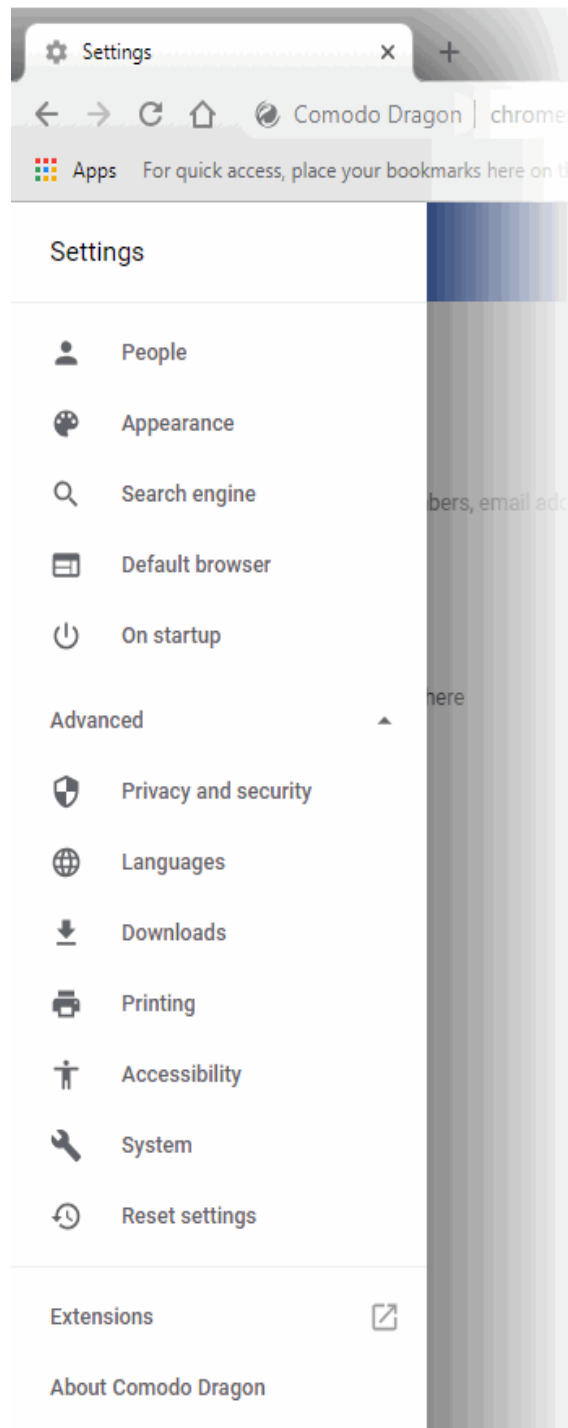 Settings
Comodo Dragon | chrome
Apps For quick access, place your bookmarks here on
Settings
People
Appearance
Search engine
bers, email add
Default browser
On startup
here
Advanced
Privacy and security
Languages
Downloads
Printing
Accessibility
System
Reset settings
Extensions
About Comodo Dragon